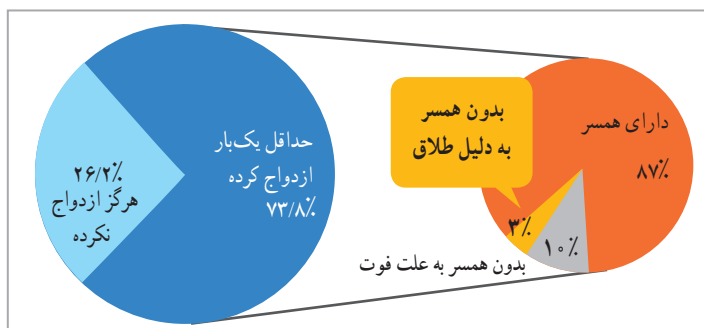 حداقل یک‌بار
ازدواج کرده
۷۳/۸%
۲۶/۲%
هرگز ازدواج
نکرده
دارای همسر
۸۷%
بدون همسر
به دلیل طلاق
۳%
۱۰%
بدون همسر به علت فوت